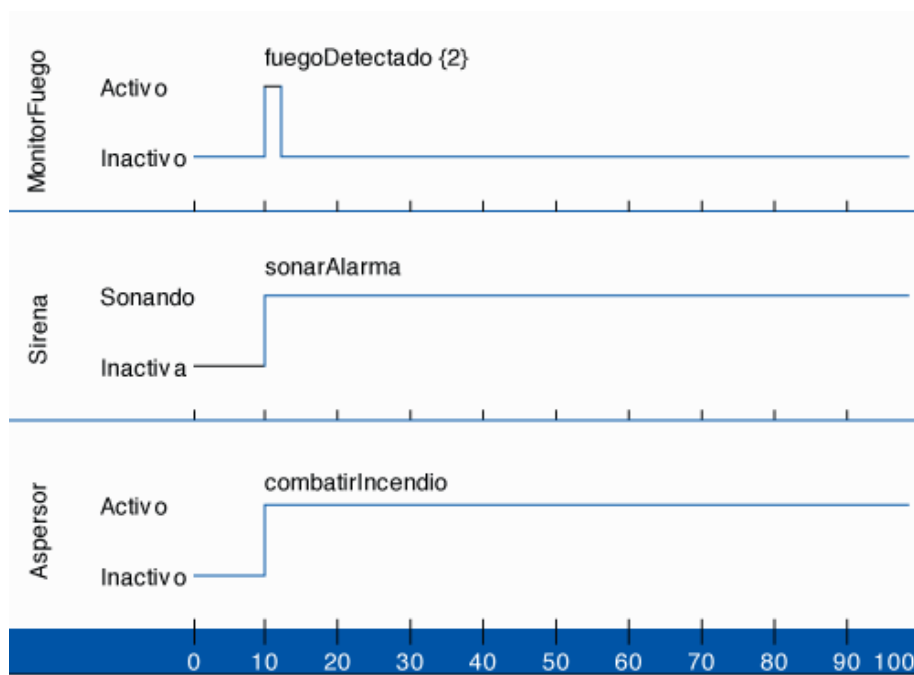 MonitorFuego
fuegoDetectado {2}
Activo
Inactivo
Sirena
sonarAlarma
Sonando
Inactiva
Aspersor
combatirIncendio
Activo
Inactivo
0 10 20 30 40 50 60 70 80 90 100